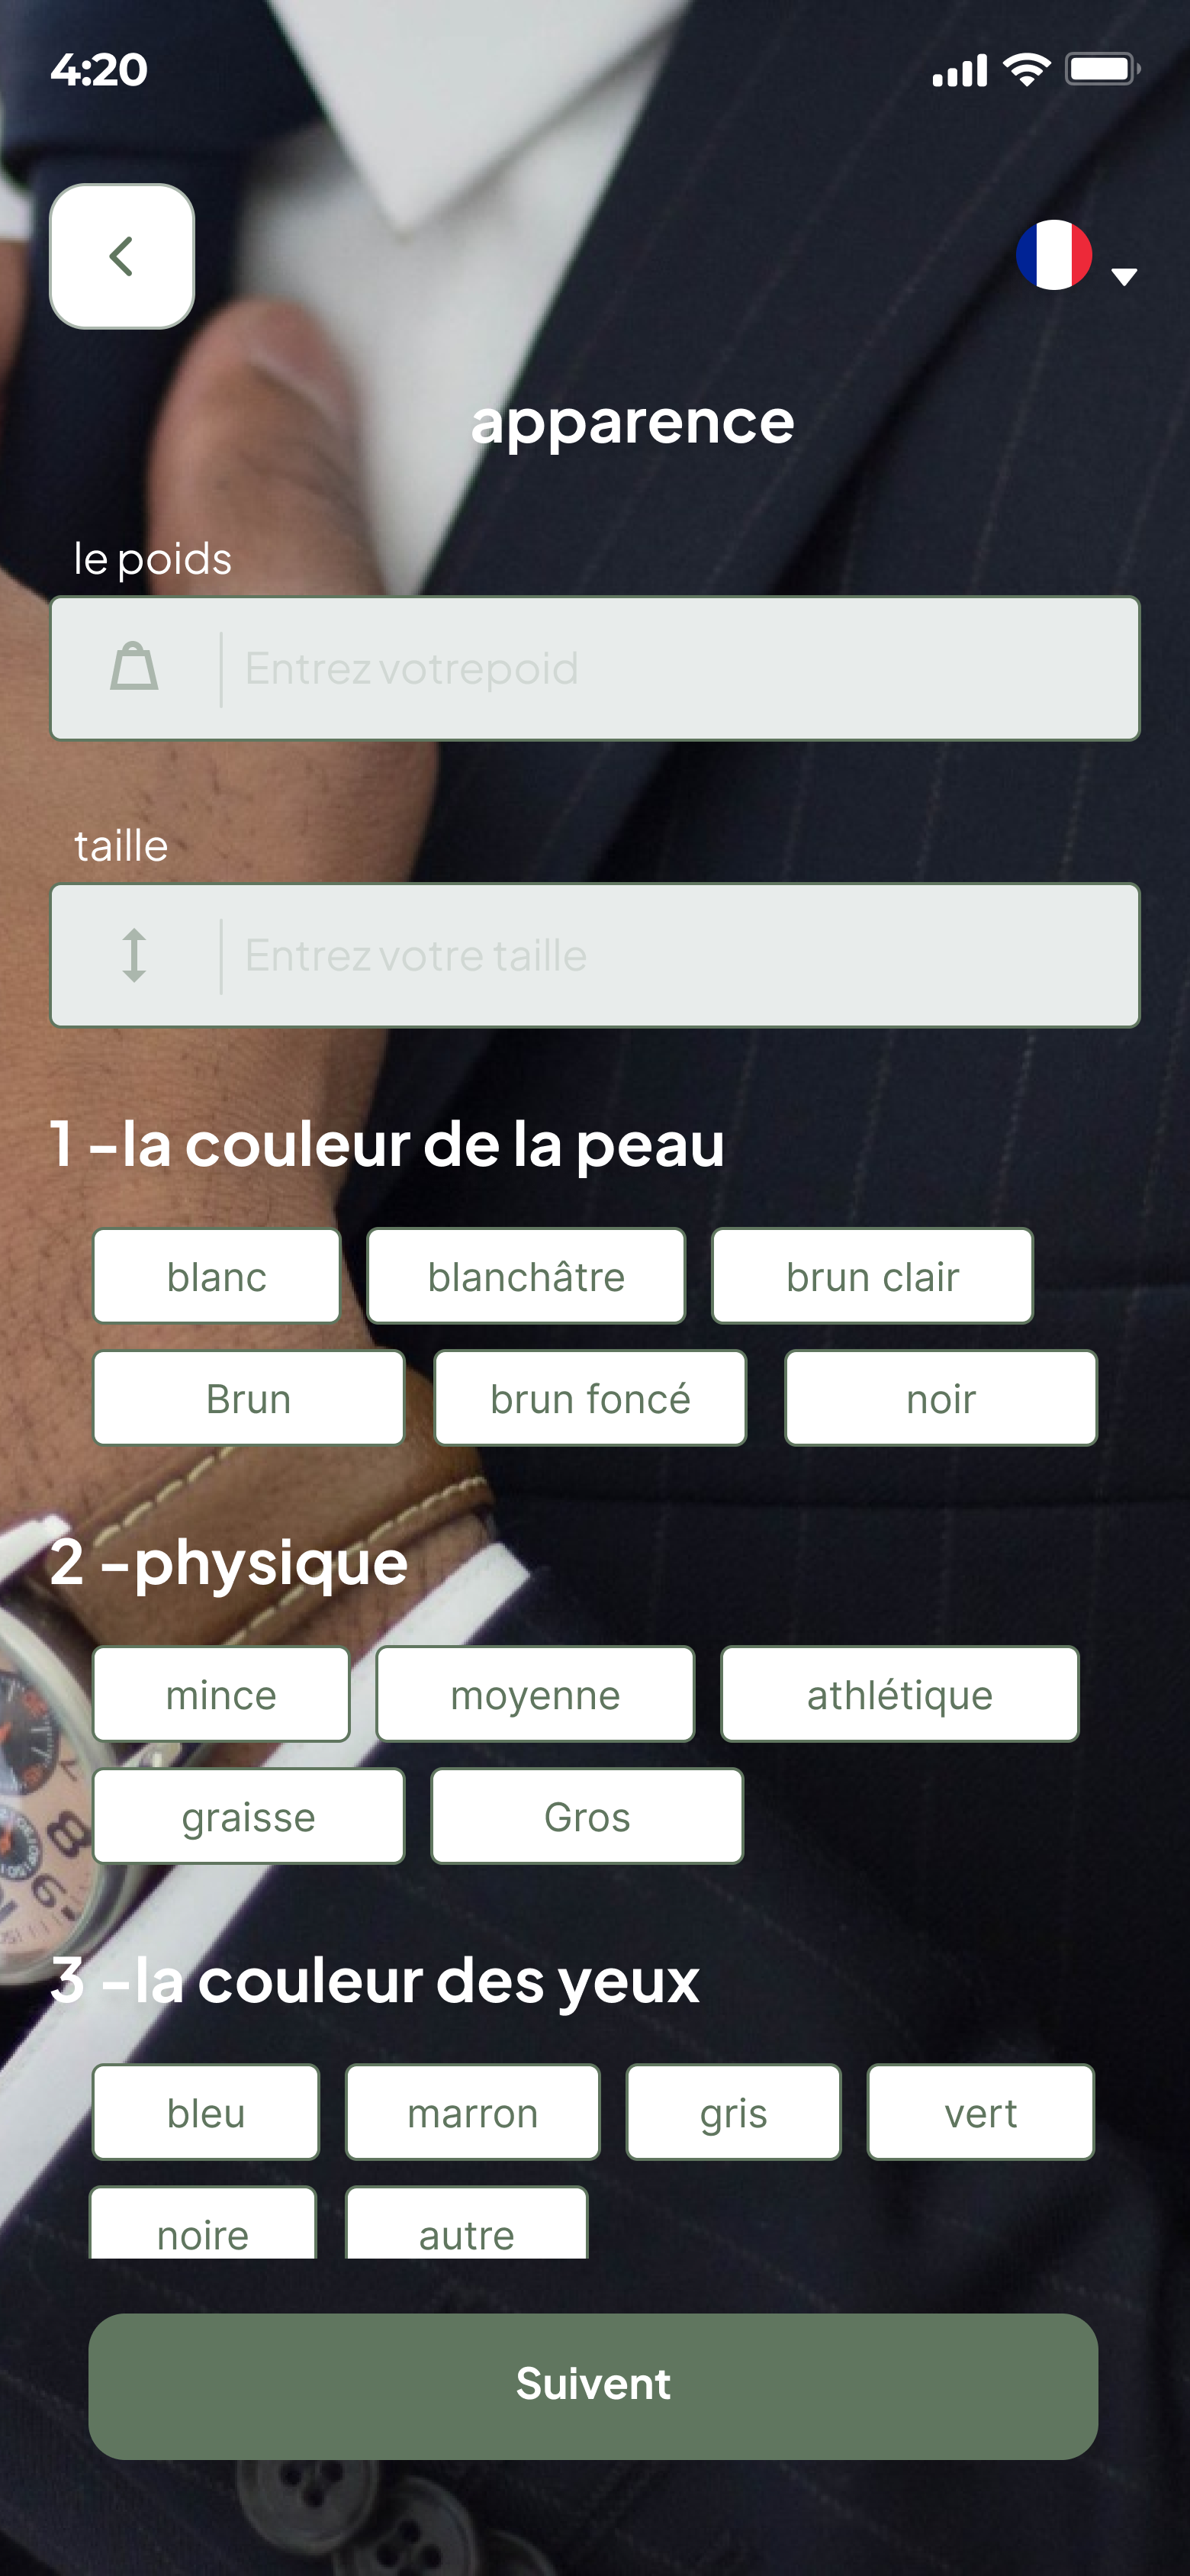 4:20
apparence
le poids
Entrez votrepoid
taille
Entrez votre taille
1 -la couleur de la peau
blanc blanchâtre brun clair
Brun brun foncé noir
2 -physique
mince moyenne athlétique
graisse Gros
3 -la couleur des yeux
bleu marron gris vert
noire autre
Suivent